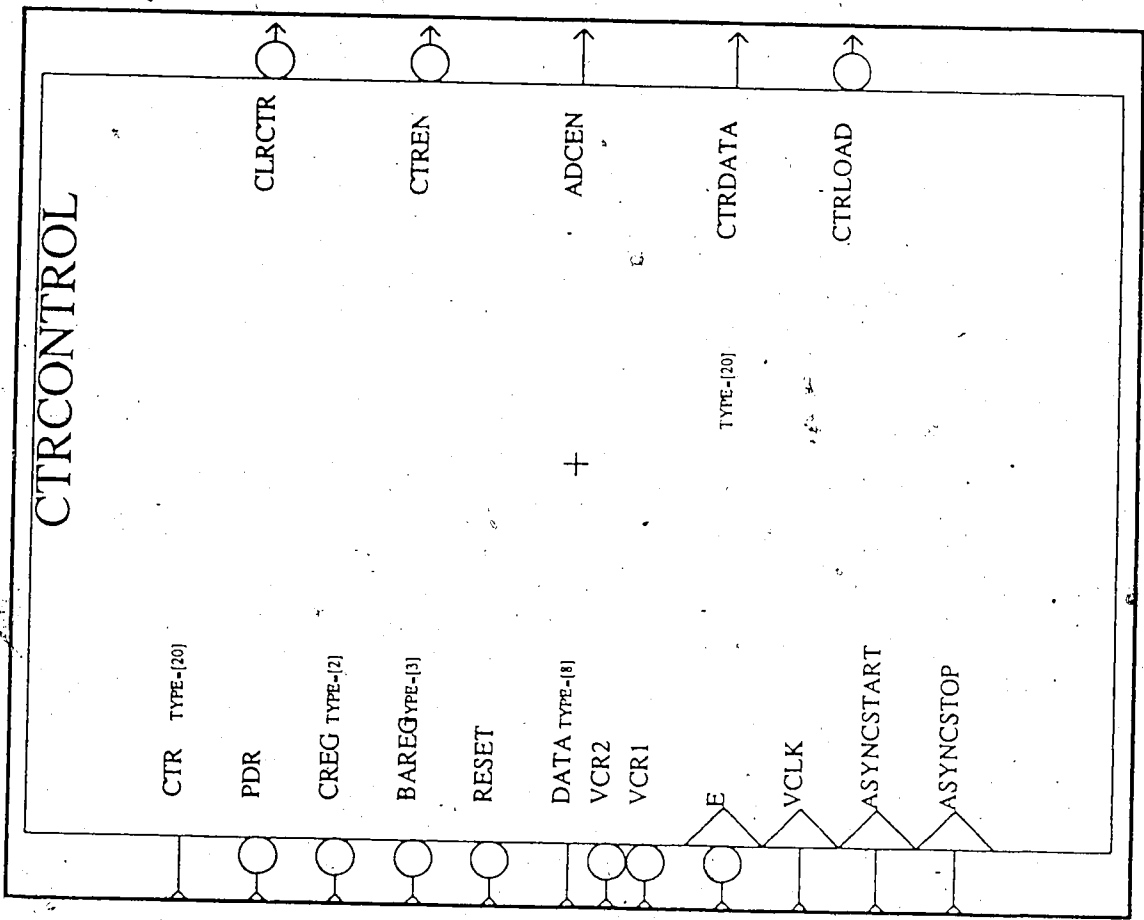 CTRCONTROL
CTR TYPE=[20]
PDR
CREG TYPE=[2]
BAREG TYPE=[3]
RESET
DATA TYPE=[8]
VCR2
VCR1
E
VCLK
ASYNCSTART
ASYNCSTOP
CLRCTR
CTREN
ADCEN
CTRDATA TYPE=[20]
CTRLOAD